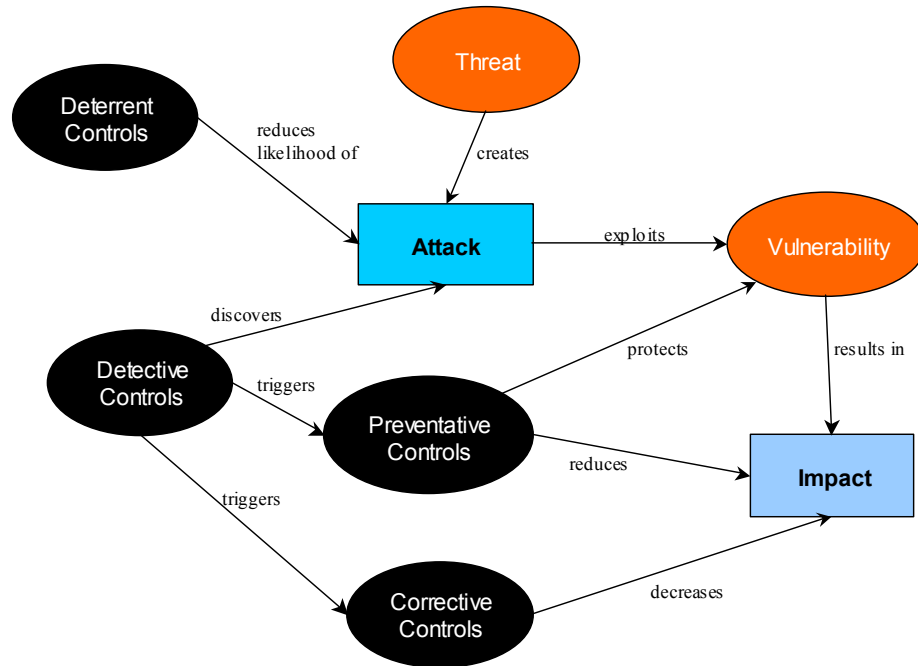 Threat
Deterrent
Controls
reduces
likelihood of
creates
Attack
exploits
Vulnerability
discovers
protects
results in
Detective
Controls
triggers
Preventative
Controls
reduces
Impact
triggers
Corrective
Controls
decreases